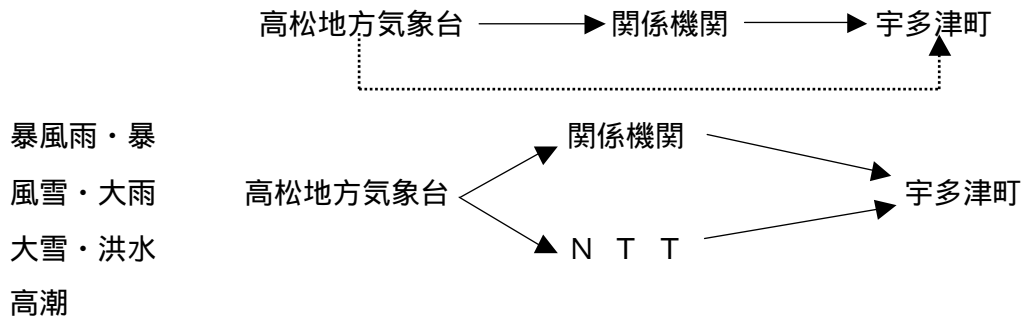 高松地方気象台 関係機関 宇多津町
暴風雨・暴 関係機関
風雪・大雨 高松地方気象台 宇多津町
大雪・洪水 ＮＴＴ
高潮